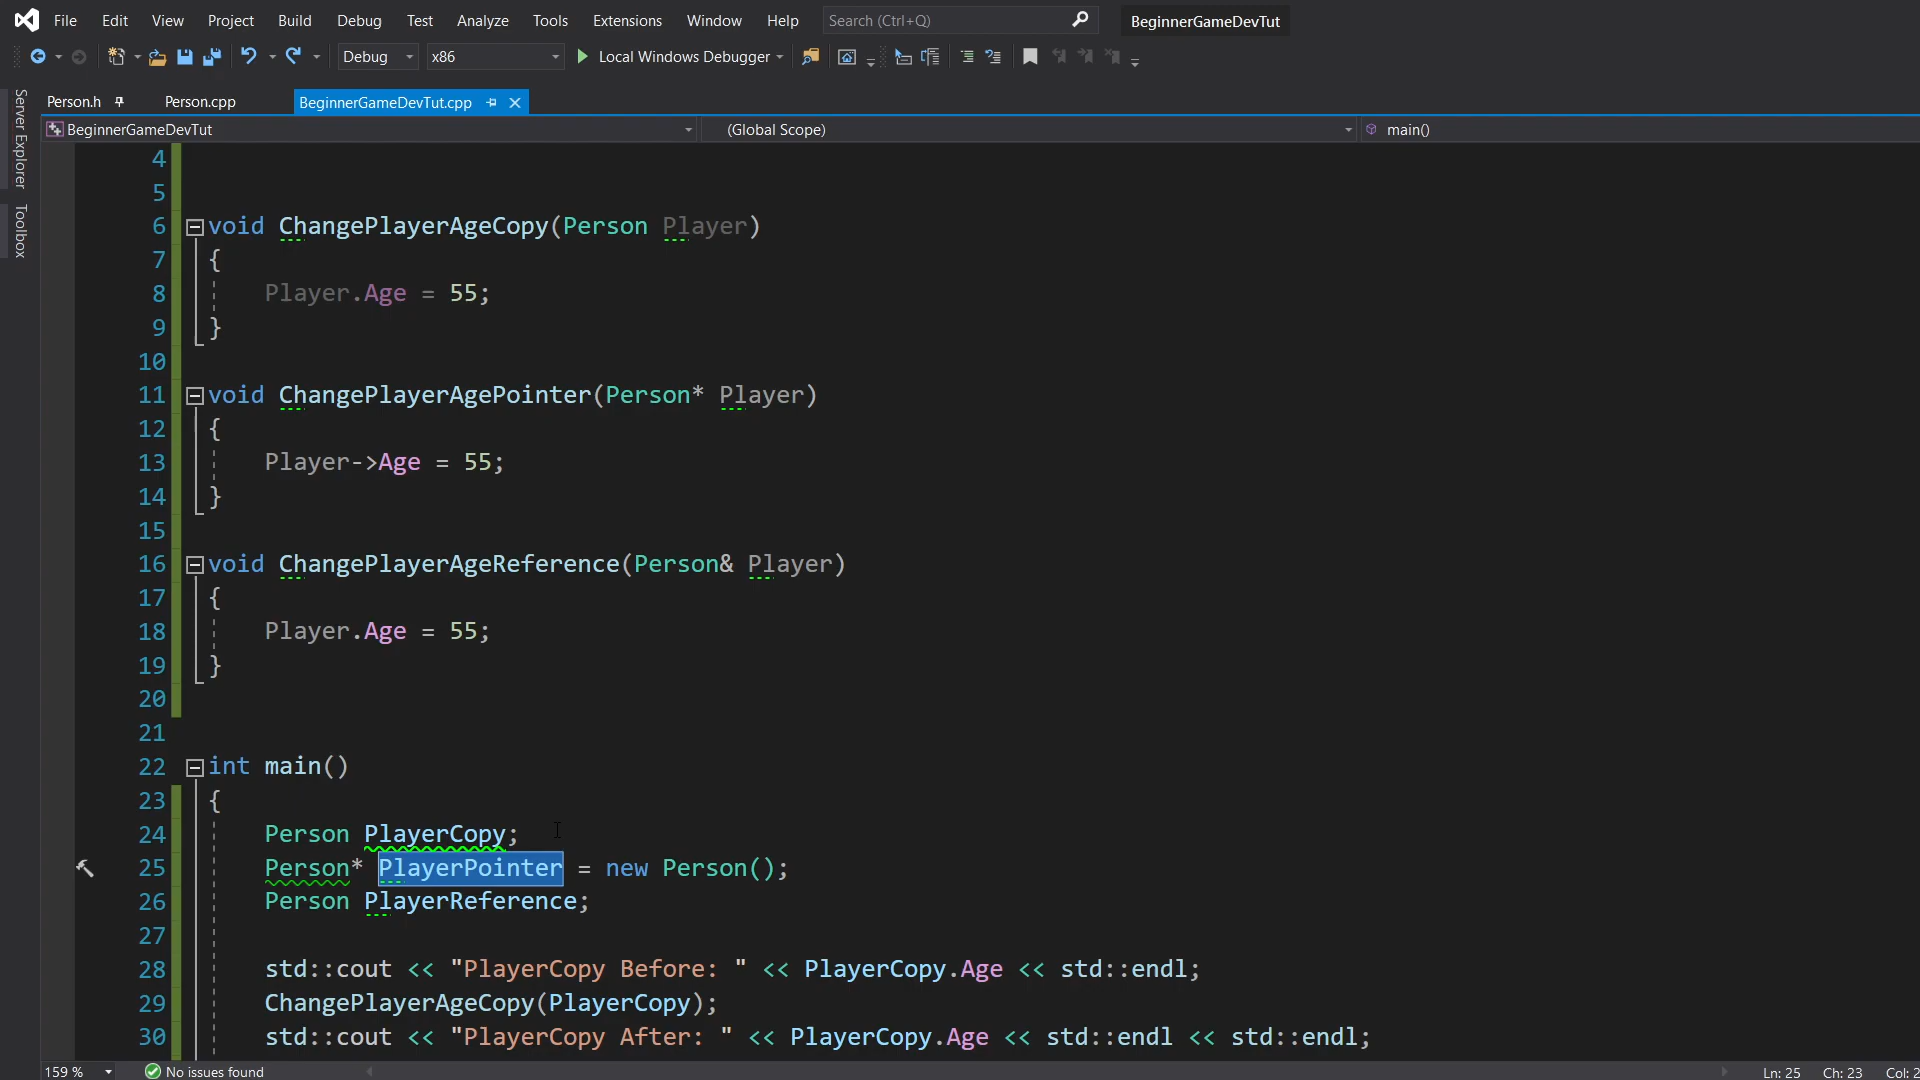 File Edit View Project Build Debug Test Analyze Tools Extensions Window Help Search (Ctrl+Q) BeginnerGameDevTut
Debug x86 Local Windows Debugger
Server Explorer
Toolbox
Person.h Person.cpp BeginnerGameDevTut.cpp
BeginnerGameDevTut (Global Scope) main()
4
5
6 void ChangePlayerAgeCopy(Person Player)
7 {
8 Player.Age = 55;
9 }
10
11 void ChangePlayerAgePointer(Person* Player)
12 {
13 Player->Age = 55;
14 }
15
16 void ChangePlayerAgeReference(Person& Player)
17 {
18 Player.Age = 55;
19 }
20
21
22 int main()
23 {
24 Person PlayerCopy;
25 Person* PlayerPointer = new Person();
26 Person PlayerReference;
27
28 std::cout << "PlayerCopy Before: " << PlayerCopy.Age << std::endl;
29 ChangePlayerAgeCopy(PlayerCopy);
30 std::cout << "PlayerCopy After: " << PlayerCopy.Age << std::endl << std::endl;
159 % No issues found Ln: 25 Ch: 23 Col: 2